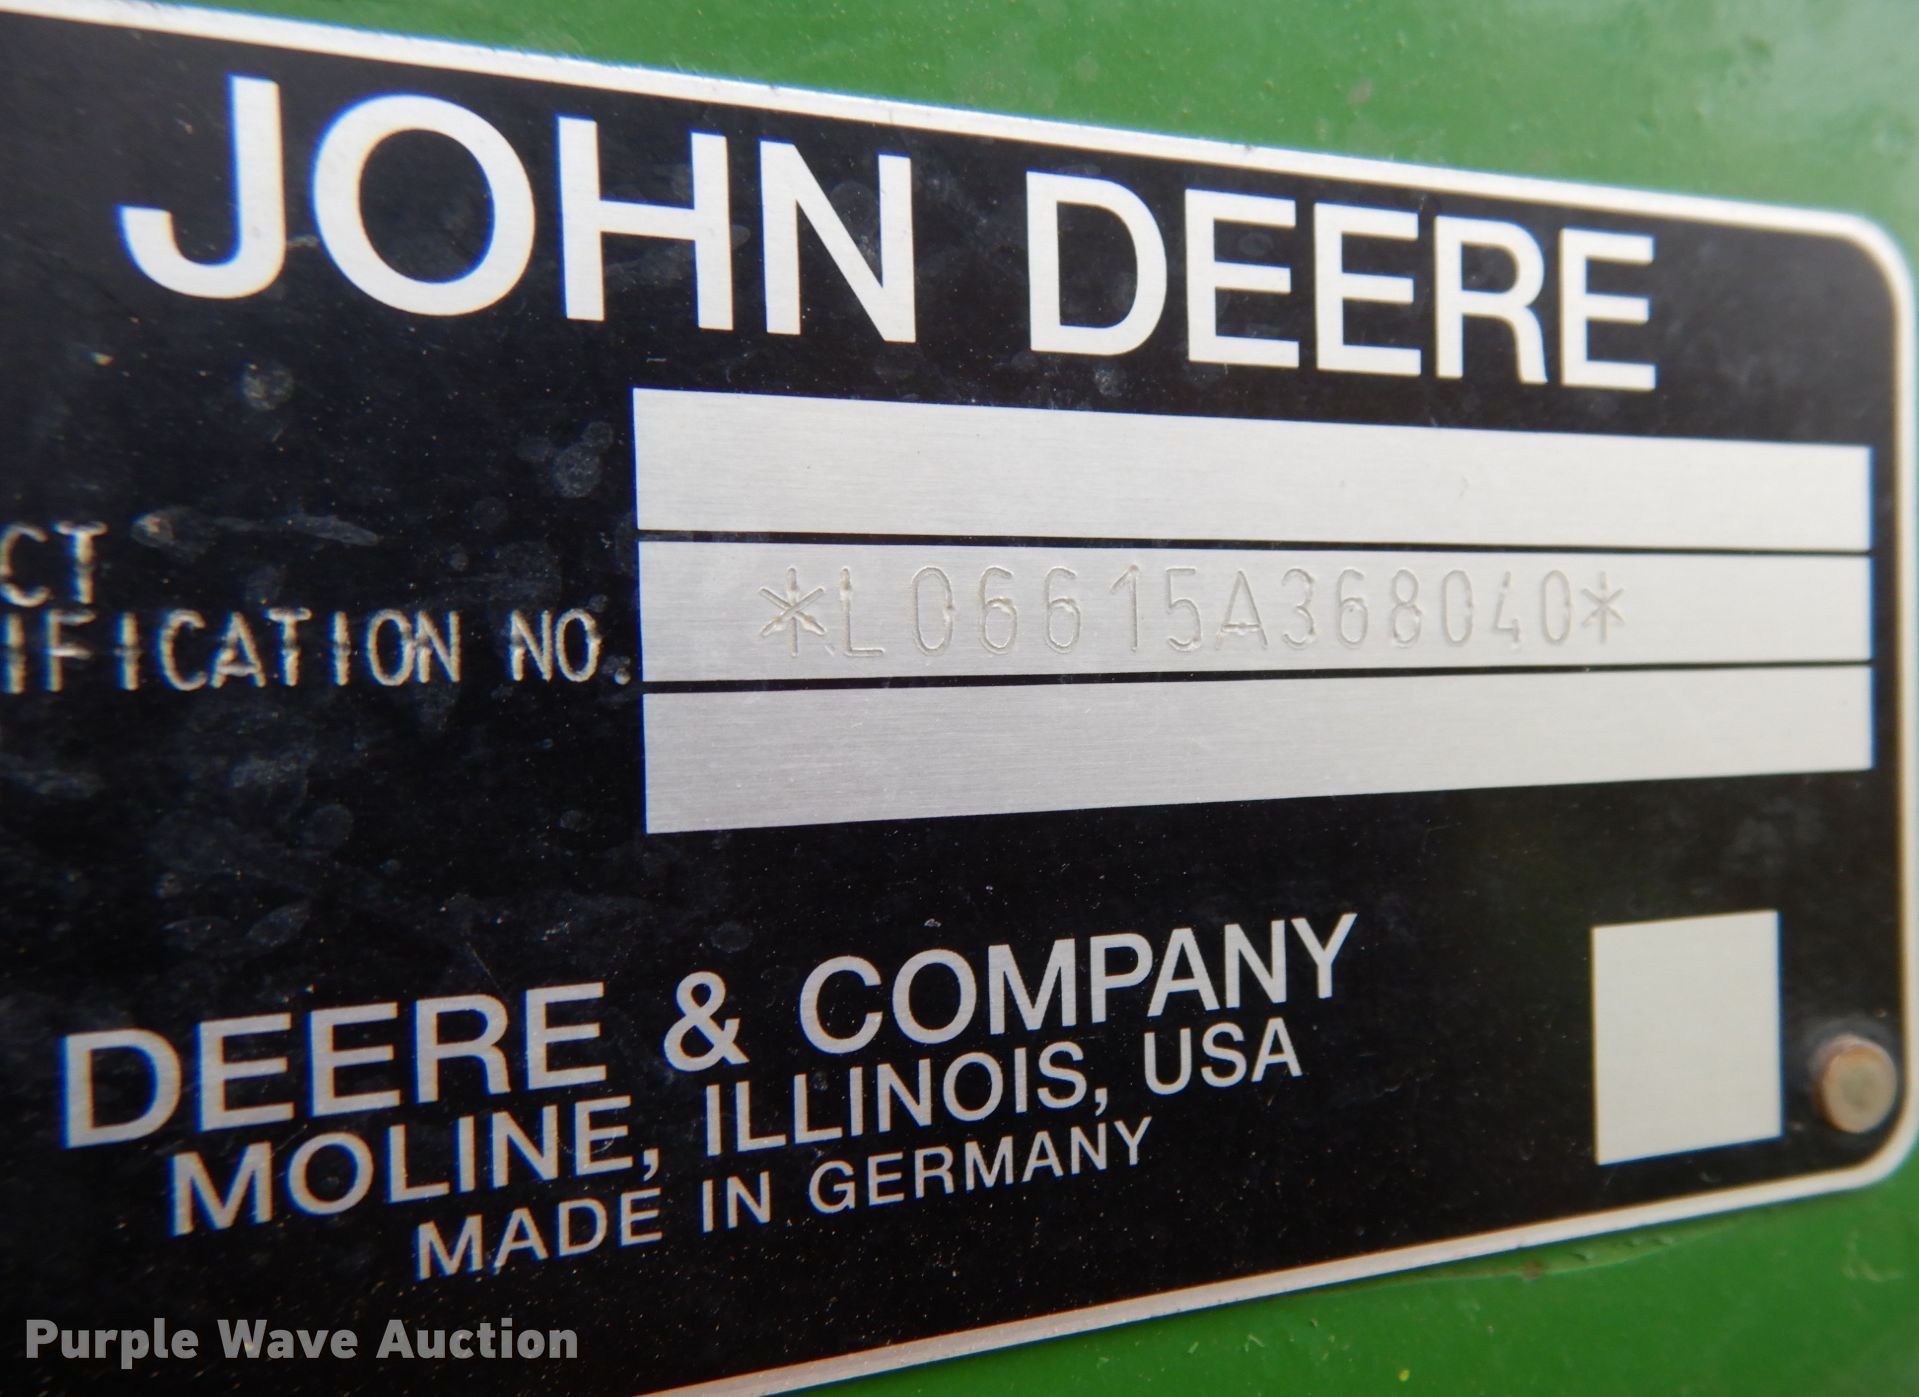 JOHN DEERE
CT
IFICATION NO.
*L06615A368040*
DEERE & COMPANY
MOLINE, ILLINOIS, USA
MADE IN GERMANY
Purple Wave Auction